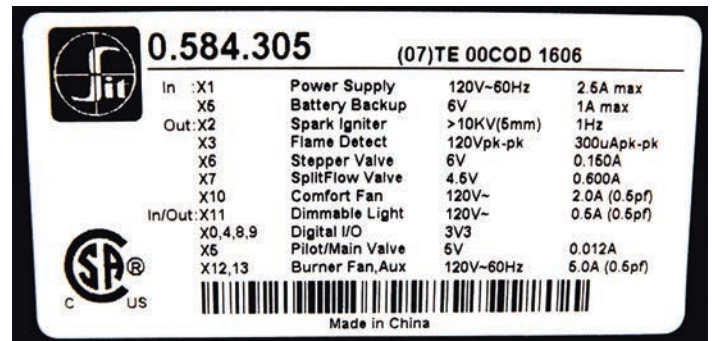 Sit
0.584.305 (07)TE 00COD 1606
In :X1 Power Supply 120V~60Hz 2.5A max
X5 Battery Backup 6V 1A max
Out:X2 Spark Igniter >10KV(5mm) 1Hz
X3 Flame Detect 120Vpk-pk 300uApk-pk
X6 Stepper Valve 6V 0.150A
X7 SplitFlow Valve 4.5V 0.600A
X10 Comfort Fan 120V~ 2.0A (0.5pf)
In/Out:X11 Dimmable Light 120V~ 0.5A (0.5pf)
X0,4,8,9 Digital I/O 3V3
X5 Pilot/Main Valve 5V 0.012A
X12,13 Burner Fan,Aux 120V~60Hz 5.0A (0.5pf)
SA ®
C US
Made in China